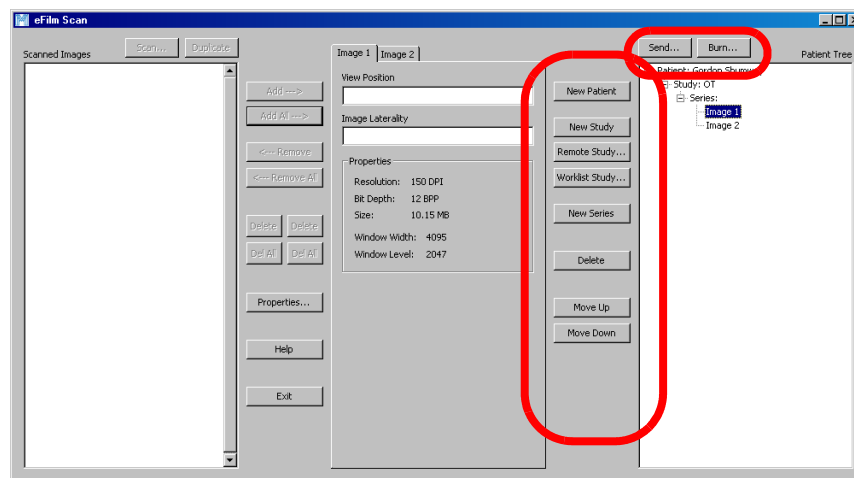 eFilm Scan
Scanned Images
Scan...
Duplicate
Add --->
Add All --->
<--- Remove
<--- Remove All
Delete
Delete
Del All
Del All
Properties...
Help
Exit
Image 1
Image 2
View Position
Image Laterality
Properties
Resolution: 150 DPI
Bit Depth: 12 BPP
Size: 10.15 MB
Window Width: 4095
Window Level: 2047
New Patient
New Study
Remote Study...
Worklist Study...
New Series
Delete
Move Up
Move Down
Send...
Burn...
Patient Tree
Patient: Gordon
Study: OT
Series:
Image 1
Image 2